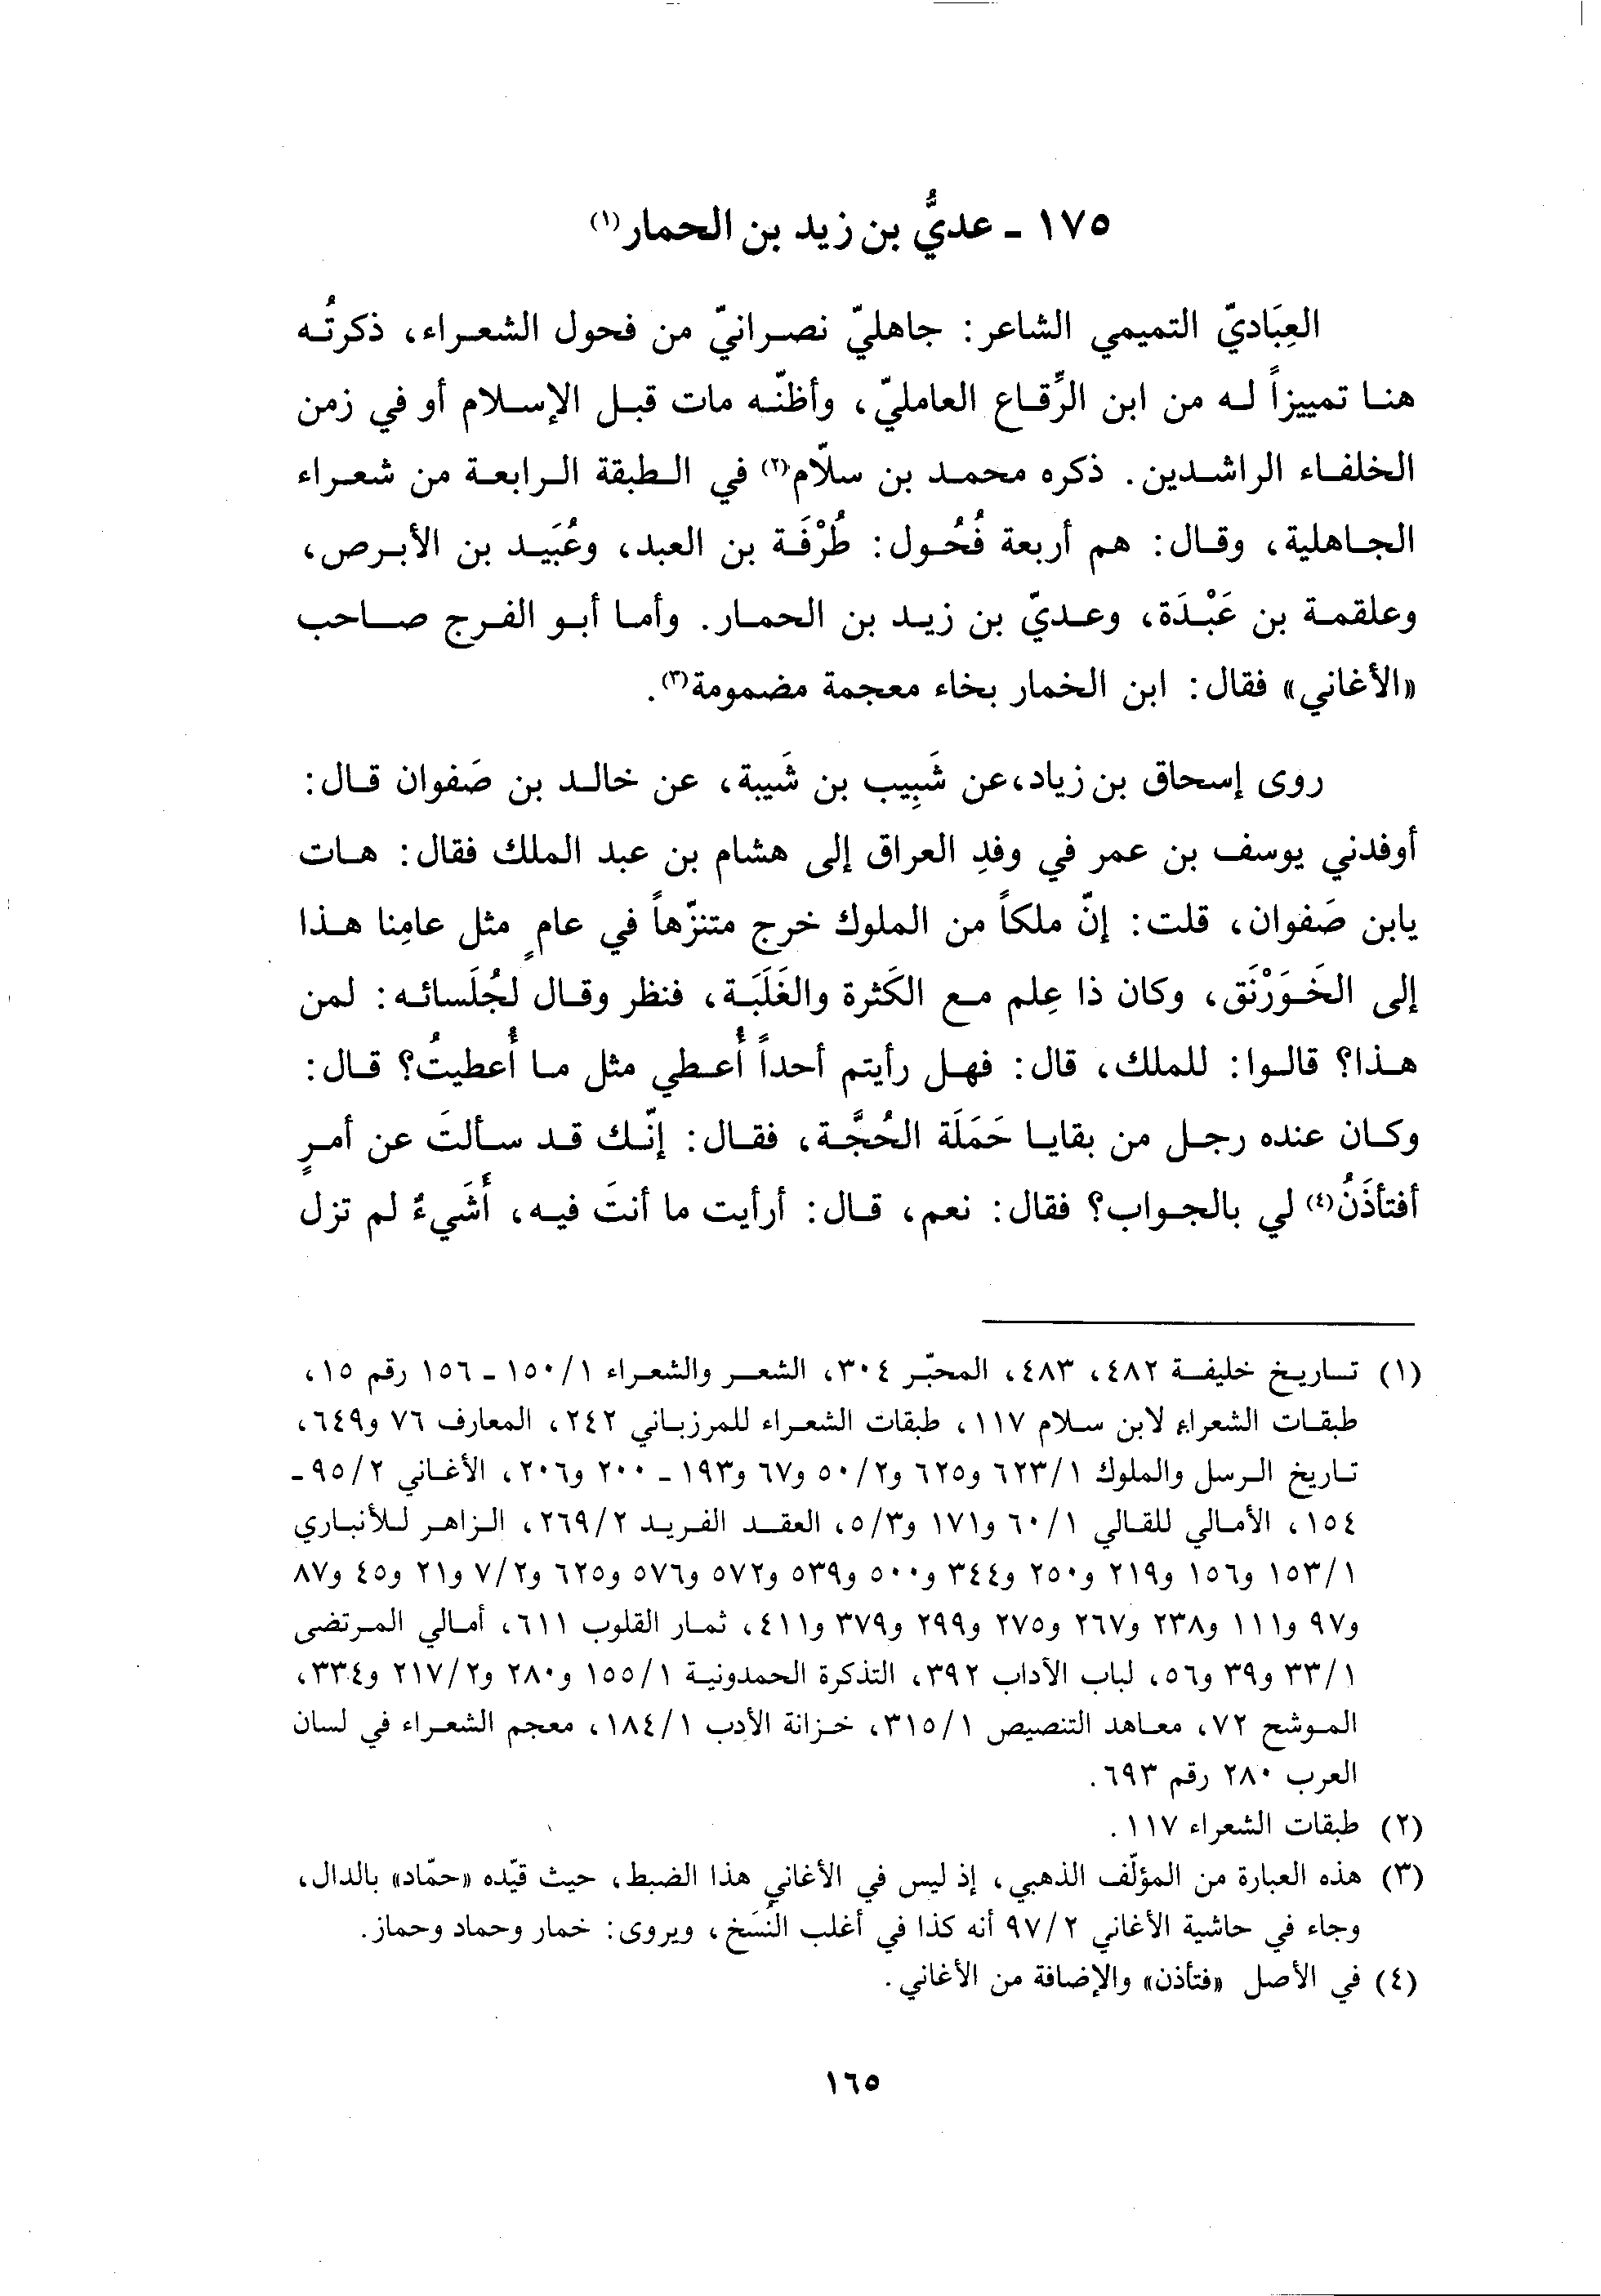 ١٧٥ ـ عديُّ بن زيد بن الحمار(١)
العِبَاديّ التميمي الشاعر: جاهليّ نصرانيّ من فحول الشعراء، ذكرتُه
هنا تمييزاً له من ابن الرِّقاع العامليّ، وأظنّه مات قبل الإسلام أو في زمن
الخلفاء الراشدين. ذكره محمد بن سلّام(٢) في الطبقة الرابعة من شعراء
الجاهلية، وقال: هم أربعة فُحُول: طُرْفَة بن العبد، وعُبَيد بن الأبرص،
وعلقمة بن عَبْدَة، وعديّ بن زيد بن الحمار. وأما أبو الفرج صاحب
«الأغاني» فقال: ابن الخمار بخاء معجمة مضمومة(٣).
روى إسحاق بن زياد، عن شَبِيب بن شَيبة، عن خالد بن صَفوان قال:
أوفدني يوسف بن عمر في وفدِ العراق إلى هشام بن عبد الملك فقال: هات
يابن صَفوان، قلت: إنّ ملكاً من الملوك خرج متنزّهاً في عامٍ مثل عامِنا هذا
إلى الخَوَرْنَق، وكان ذا عِلم مع الكَثرة والغَلَبَة، فنظر وقال لجُلَسائه: لمن
هذا؟ قالوا: للملك، قال: فهل رأيتم أحداً أُعطي مثل ما أُعطيتُ؟ قال:
وكان عنده رجل من بقايا حَمَلَة الحُجَّة، فقال: إنّك قد سألتَ عن أمرٍ
أفتأذَنُ(٤) لي بالجواب؟ فقال: نعم، قال: أرأيت ما أنتَ فيه، أَشَيءٌ لم تزل
(١) تاريخ خليفة ٤٨٢، ٤٨٣، المحبّر ٣٠٤، الشعر والشعراء ١/ ١٥٠ ـ ١٥٦ رقم ١٥،
طبقات الشعراء لابن سلام ١١٧، طبقات الشعراء للمرزباني ٢٤٢، المعارف ٧٦ و٦٤٩،
تاريخ الرسل والملوك ١/ ٦٢٣ و٦٢٥ و٢/ ٥٠ و٦٧ و١٩٣ ـ ٢٠٠ و٢٠٦، الأغاني ٢/ ٩٥ ـ
١٥٤، الأمالي للقالي ١/ ٦٠ و١٧١ و٣/ ٥، العقد الفريد ٢/ ٢٦٩، الزاهر للأنباري
١/ ١٥٣ و١٥٦ و٢١٩ و٢٥٠ و٣٤٤ و٥٠٠ و٥٣٩ و٥٧٢ و٥٧٦ و٦٢٥ و٢/ ٧ و٢١ و٤٥ و٨٧
و٩٧ و١١١ و٢٣٨ و٢٦٧ و٢٧٥ و٢٩٩ و٣٧٩ و٤١١، ثمار القلوب ٦١١، أمالي المرتضى
١/ ٣٣ و٣٩ و٥٦، لباب الأداب ٣٩٢، التذكرة الحمدونية ١/ ١٥٥ و٢٨٠ و٢/ ٢١٧ و٣٣٤،
الموشح ٧٢، معاهد التنصيص ١/ ٣١٥، خزانة الأدب ١/ ١٨٤، معجم الشعراء في لسان
العرب ٢٨٠ رقم ٦٩٣.
(٢) طبقات الشعراء ١١٧.
(٣) هذه العبارة من المؤلّف الذهبي، إذ ليس في الأغاني هذا الضبط، حيث قيّده «حمّاد» بالدال،
وجاء في حاشية الأغاني ٢/ ٩٧ أنه كذا في أغلب النُسَخ، ويروى: خمار وحماد وحماز.
(٤) في الأصل «فتأذن» والإضافة من الأغاني.
١٦٥